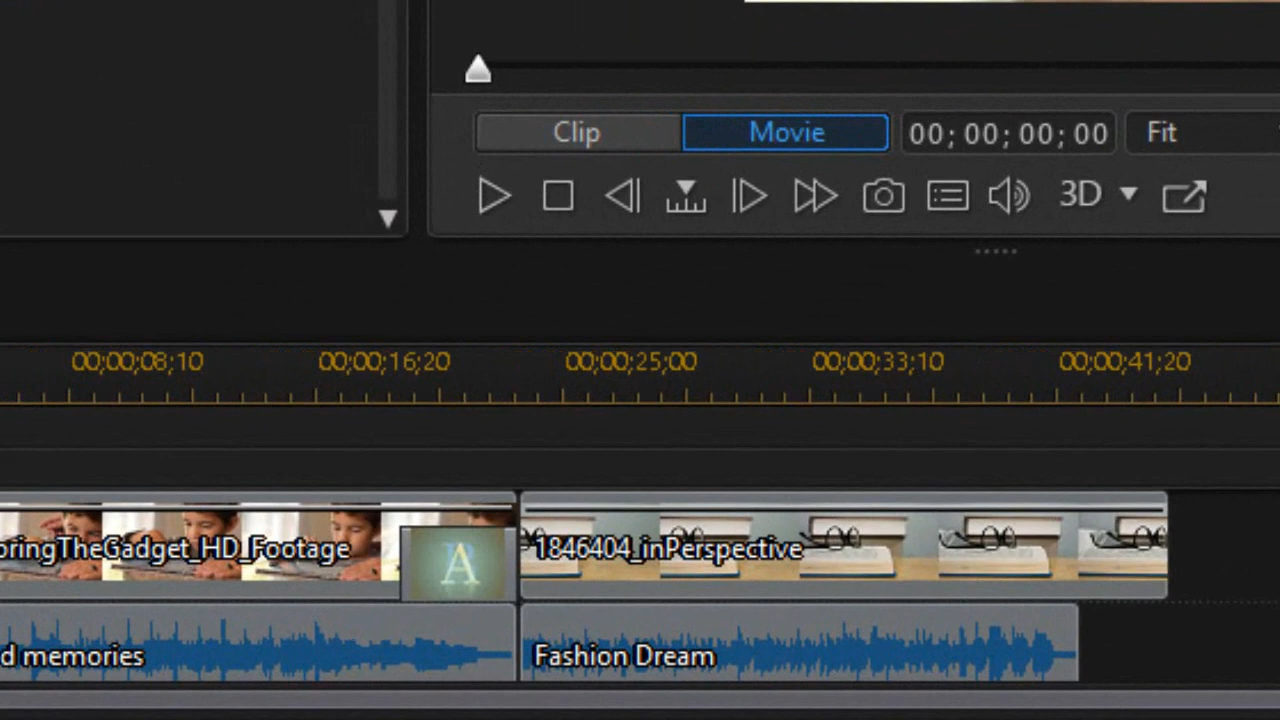 Clip Movie 00; 00; 00; 00 Fit
3D
00;00;08;10 00;00;16;20 00;00;25;00 00;00;33;10 00;00;41;20
oringTheGadget_HD_Footage A 1846404_inPerspective
d memories Fashion Dream